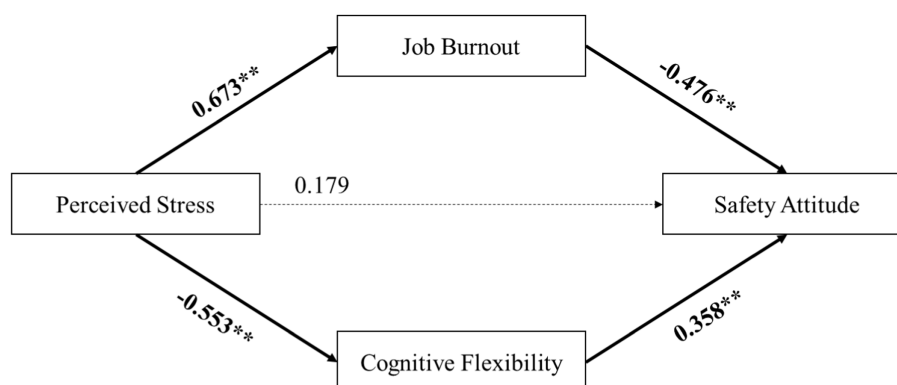 Job Burnout
0.673**
-0.476**
0.179
Perceived Stress
Safety Attitude
-0.553**
0.358**
Cognitive Flexibility